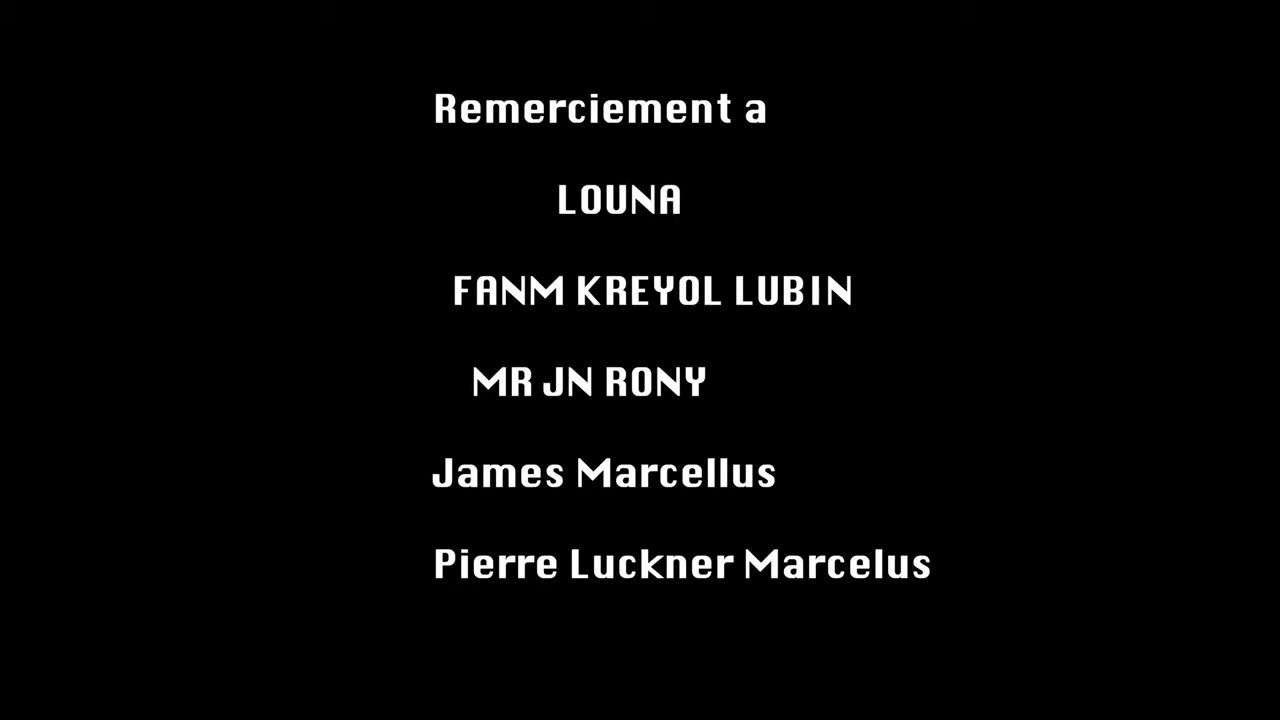 Remerciement a
LOUNA
FANM KREYOL LUBIN
MR JN RONY
James Marcellus
Pierre Luckner Marcelus